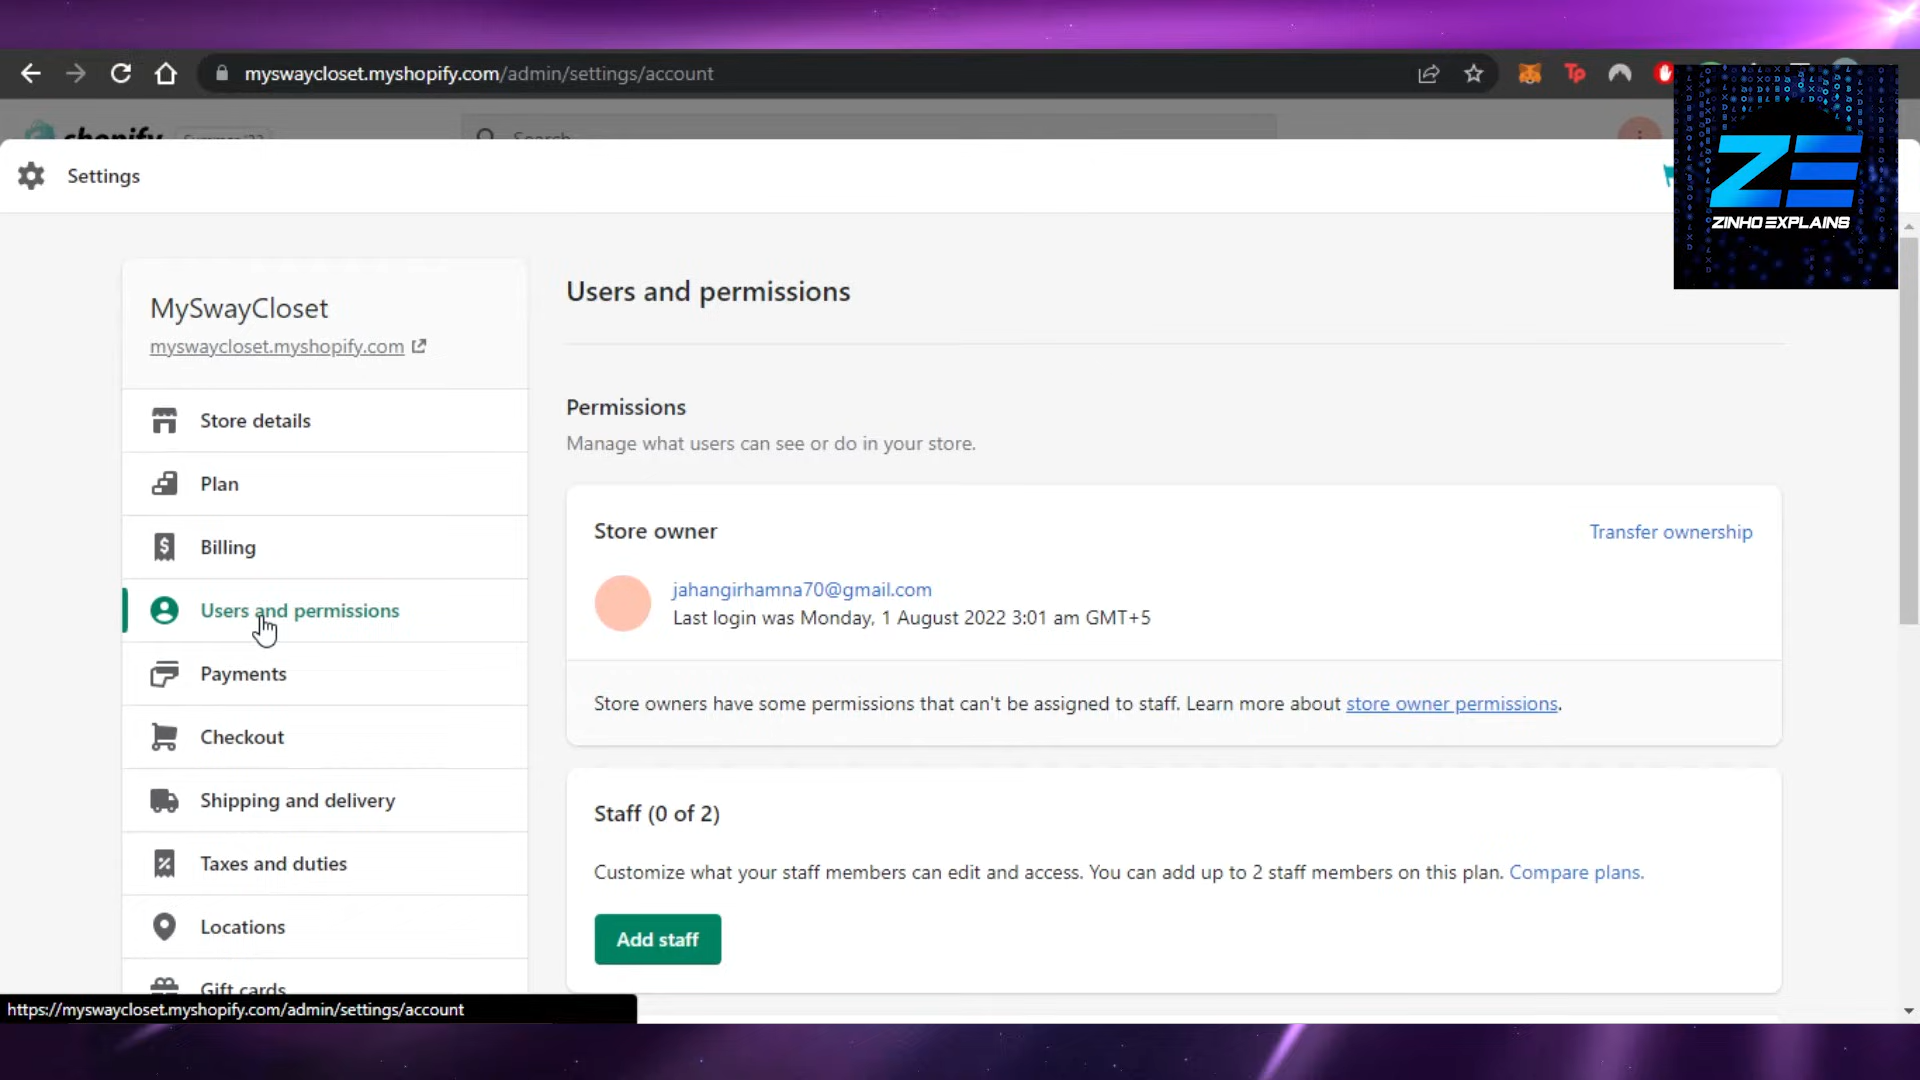 myswaycloset.myshopify.com/admin/settings/account
Tp
shopify
Search
Settings
ZE
ZINHO EXPLAINS
MySwayCloset
myswaycloset.myshopify.com
Store details
Plan
Billing
Users and permissions
Payments
Checkout
Shipping and delivery
Taxes and duties
Locations
Gift cards
Users and permissions
Permissions
Manage what users can see or do in your store.
Store owner
Transfer ownership
jahangirhamna70@gmail.com
Last login was Monday, 1 August 2022 3:01 am GMT+5
Store owners have some permissions that can't be assigned to staff. Learn more about store owner permissions.
Staff (0 of 2)
Customize what your staff members can edit and access. You can add up to 2 staff members on this plan. Compare plans.
Add staff
https://myswaycloset.myshopify.com/admin/settings/account